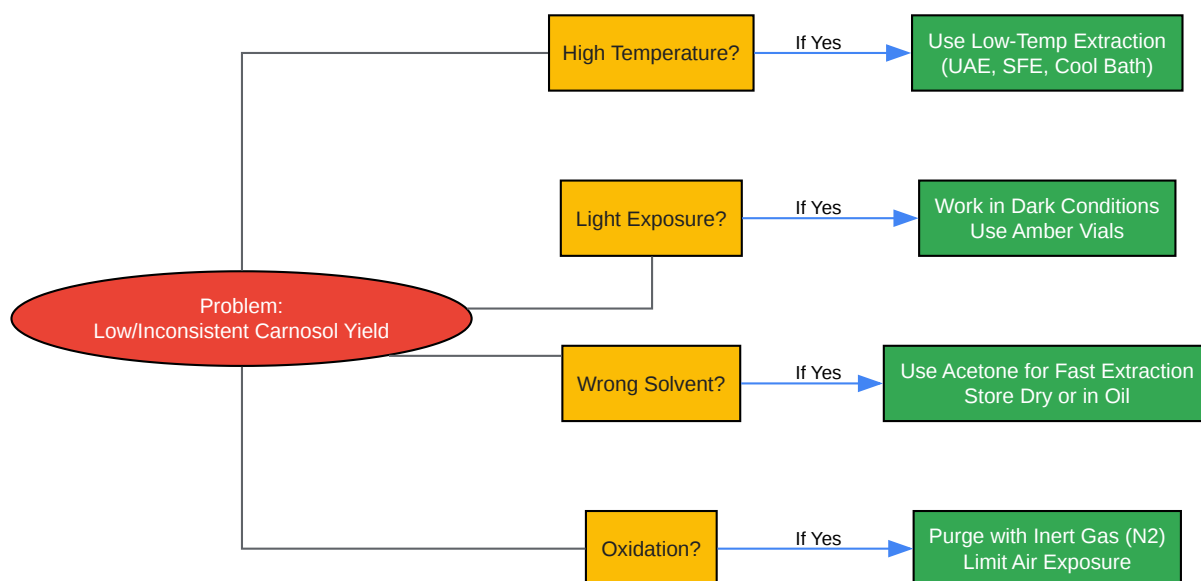 High Temperature?
If Yes
Use Low-Temp Extraction
(UAE, SFE, Cool Bath)
Light Exposure?
If Yes
Work in Dark Conditions
Use Amber Vials
Problem:
Low/Inconsistent Carnosol Yield
Wrong Solvent?
If Yes
Use Acetone for Fast Extraction
Store Dry or in Oil
Oxidation?
If Yes
Purge with Inert Gas (N2)
Limit Air Exposure